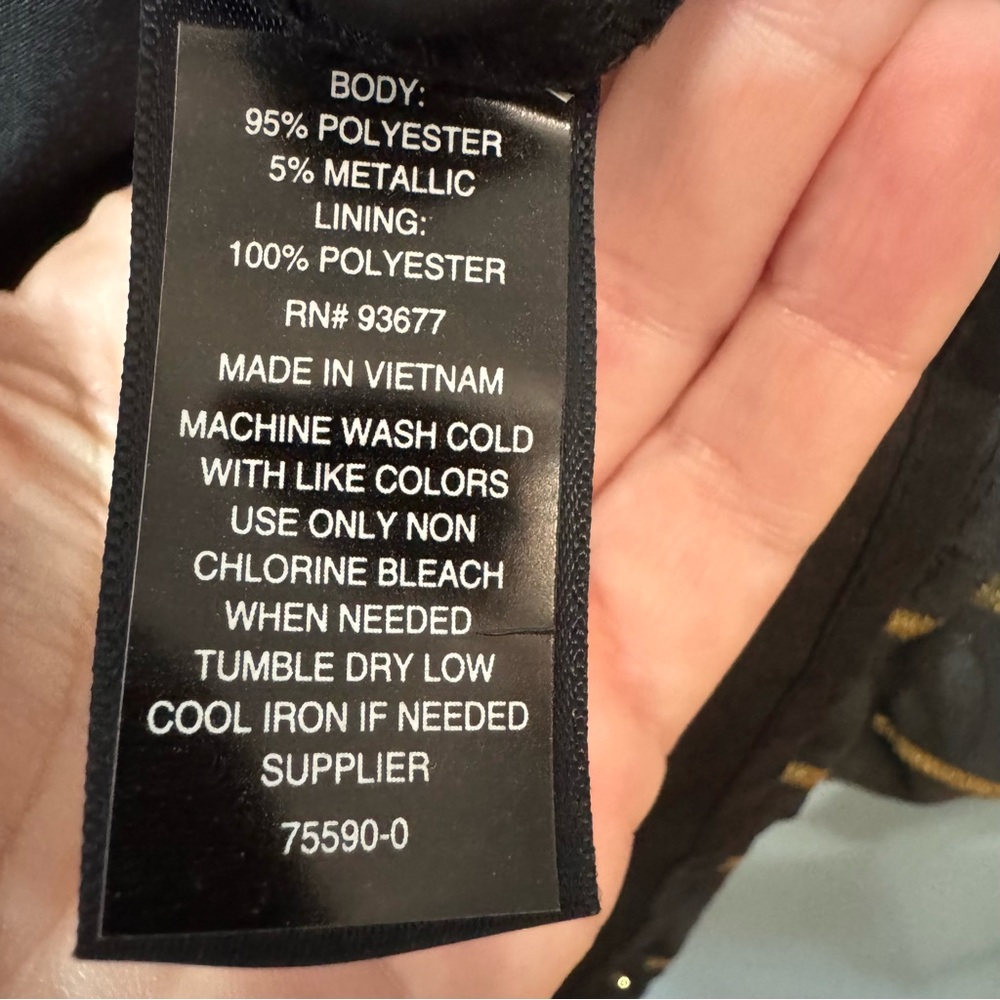 BODY:
95% POLYESTER
5% METALLIC
LINING:
100% POLYESTER
RN# 93677
MADE IN VIETNAM
MACHINE WASH COLD
WITH LIKE COLORS
USE ONLY NON
CHLORINE BLEACH
WHEN NEEDED
TUMBLE DRY LOW
COOL IRON IF NEEDED
SUPPLIER
75590-0